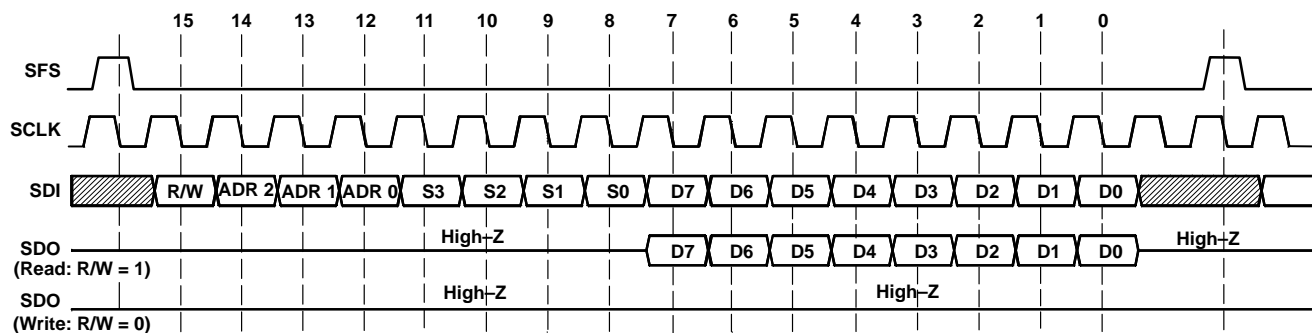 15 14 13 12 11 10 9 8 7 6 5 4 3 2 1 0
SFS
SCLK
SDI R/W ADR 2 ADR 1 ADR 0 S3 S2 S1 S0 D7 D6 D5 D4 D3 D2 D1 D0
High–Z High–Z
SDO D7 D6 D5 D4 D3 D2 D1 D0
(Read: R/W = 1)
High–Z High–Z
SDO
(Write: R/W = 0)